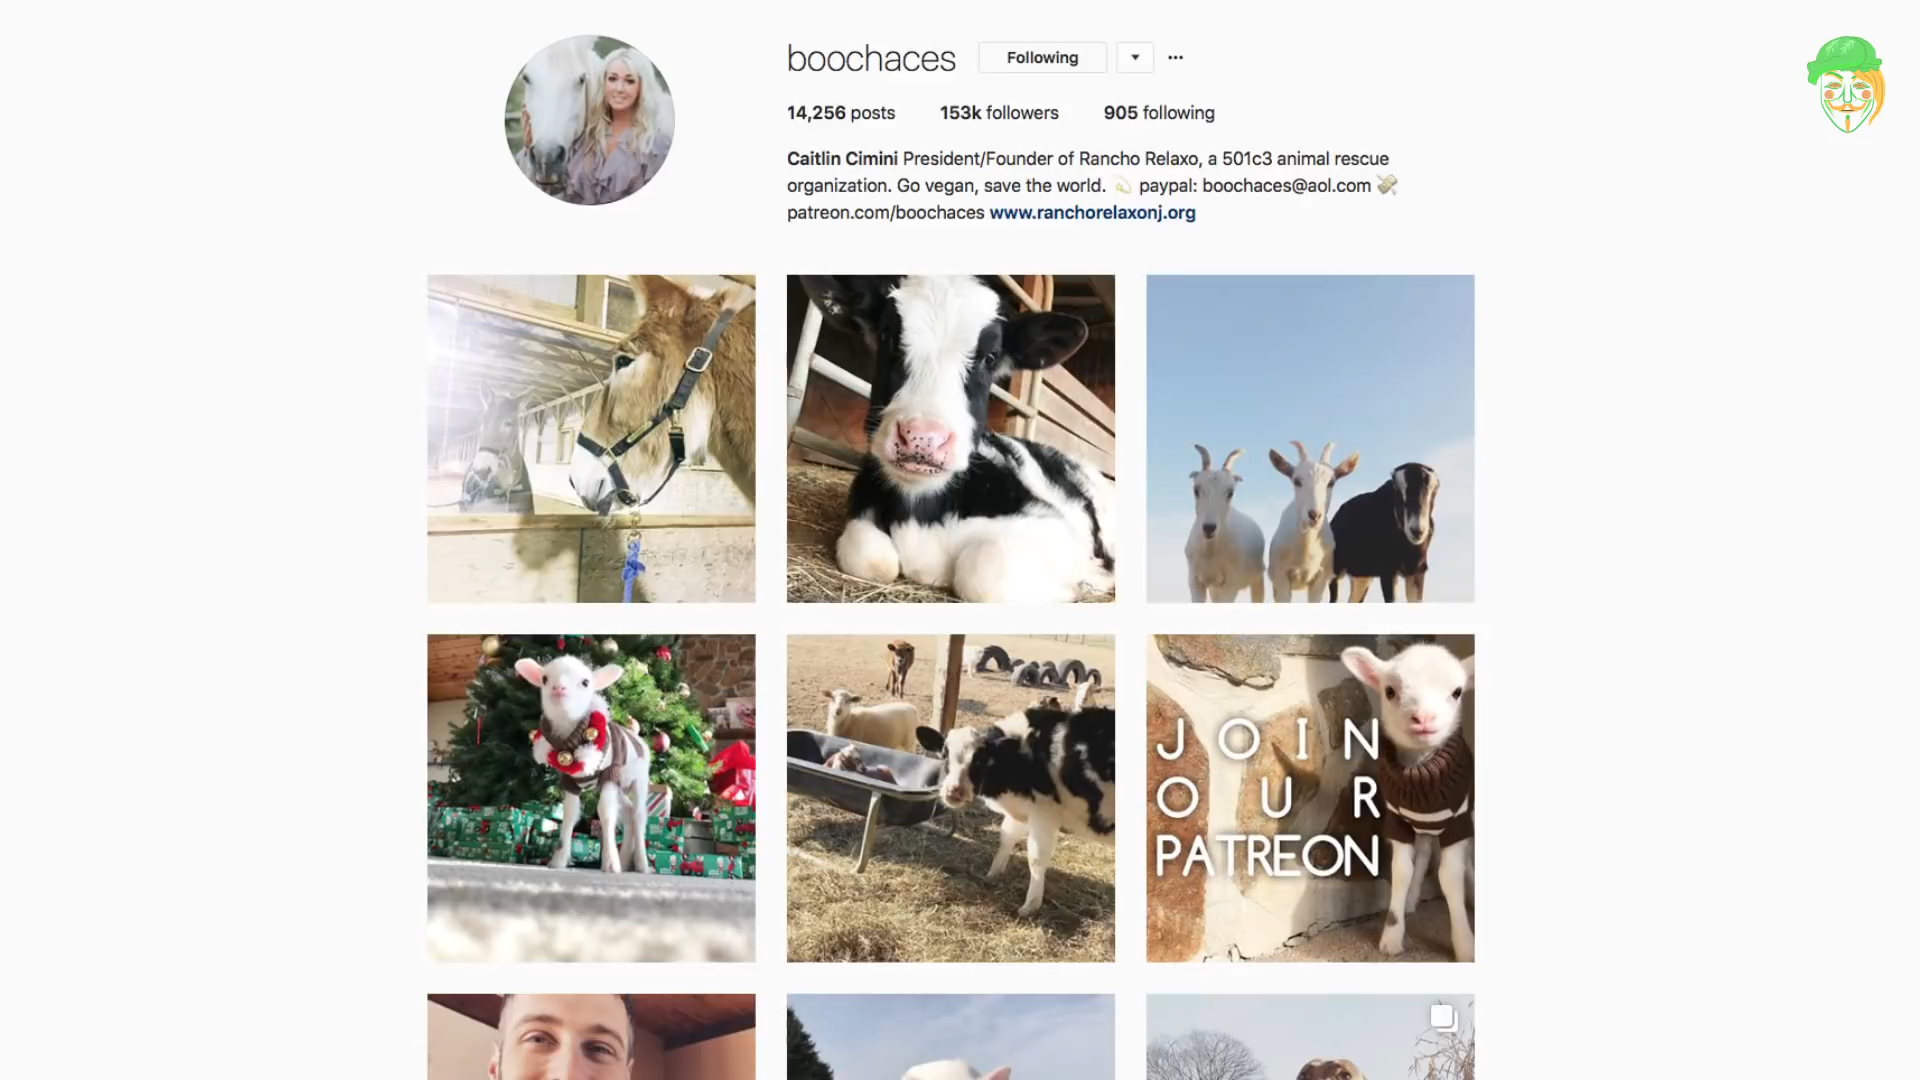 boochaces Following
14,256 posts 153k followers 905 following
Caitlin Cimini President/Founder of Rancho Relaxo, a 501c3 animal rescue
organization. Go vegan, save the world. 💫 paypal: boochaces@aol.com 💸
patreon.com/boochaces www.ranchorelaxonj.org
JOIN
OUR
PATREON